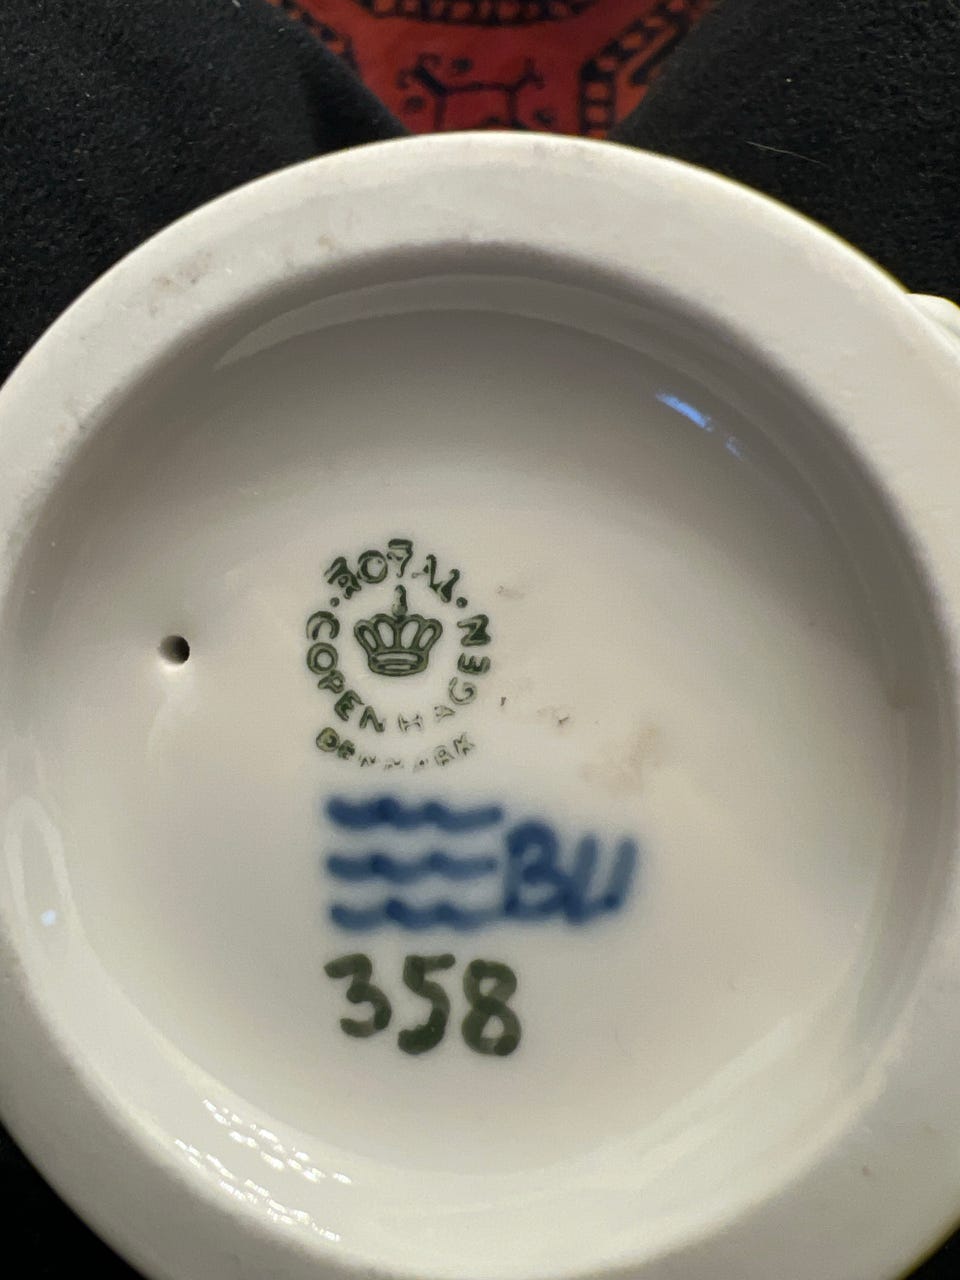 ROYAL
COPENHAGEN
DENMARK
BU
358